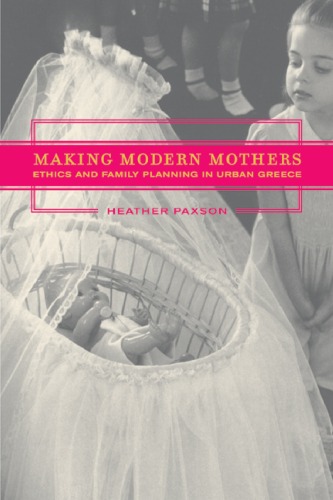 MAKING MODERN MOTHERS
ETHICS AND FAMILY PLANNING IN URBAN GREECE
HEATHER PAXSON